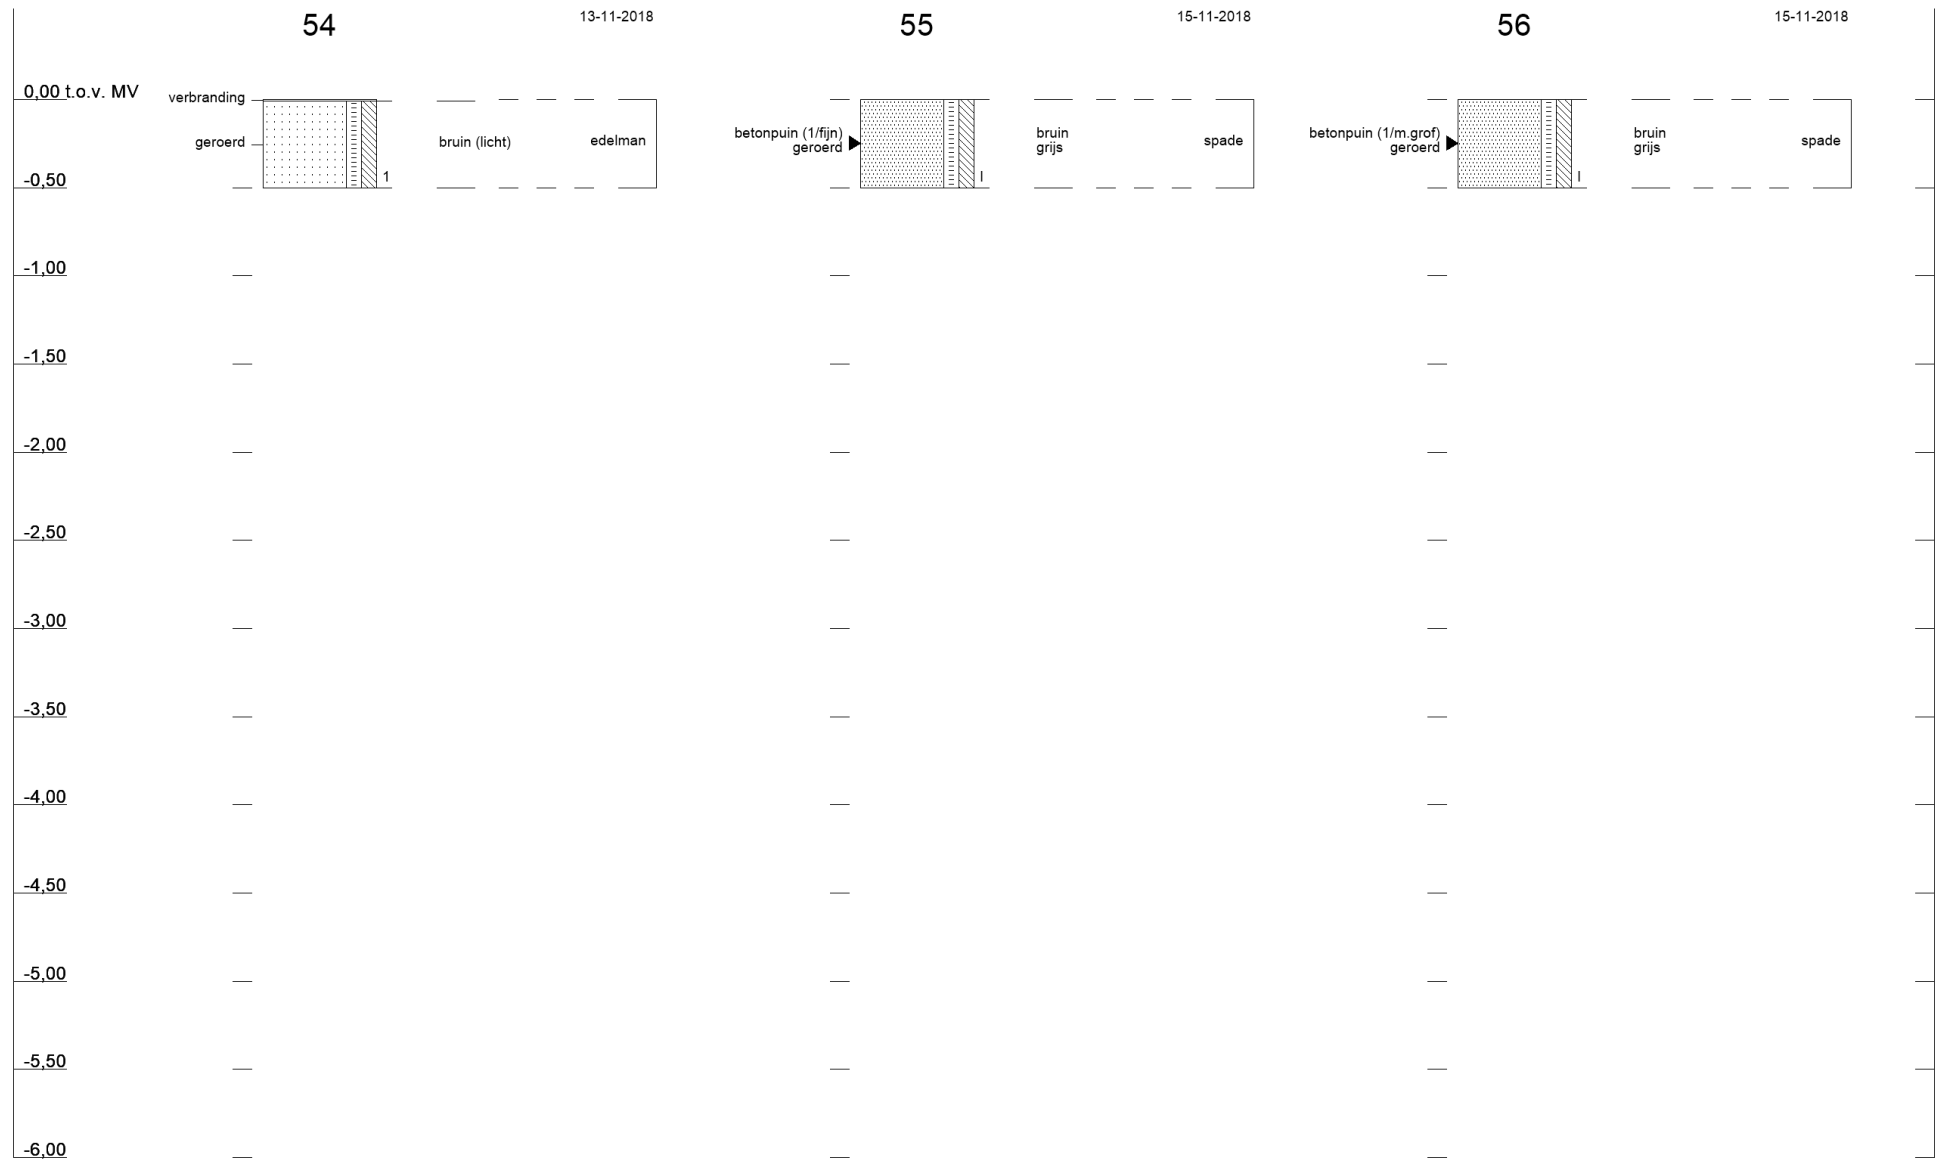 54
13-11-2018
55
15-11-2018
56
15-11-2018
0,00 t.o.v. MV
verbranding
geroerd
bruin (licht)
edelman
1
betonpuin (1/fijn)
geroerd
bruin
grijs
spade
I
betonpuin (1/m.grof)
geroerd
bruin
grijs
spade
I
-0,50
-1,00
-1,50
-2,00
-2,50
-3,00
-3,50
-4,00
-4,50
-5,00
-5,50
-6,00